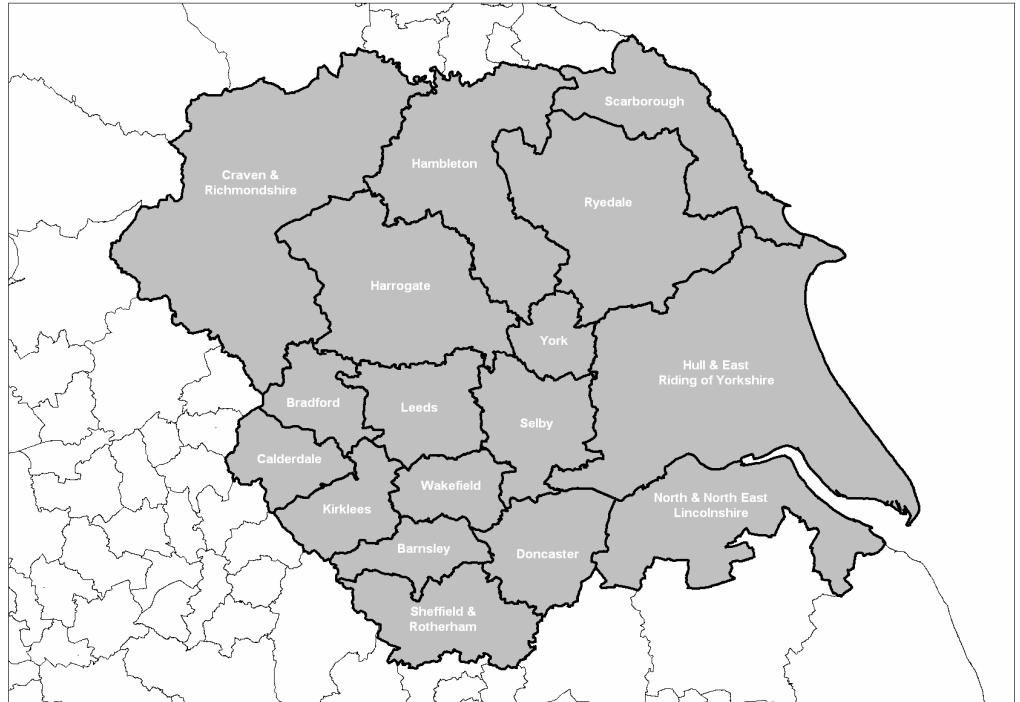 Scarborough
Hambleton
Craven &
Richmondshire
Ryedale
Harrogate
York
Hull & East
Riding of Yorkshire
Bradford
Leeds
Selby
Calderdale
Wakefield
North & North East
Lincolnshire
Kirklees
Barnsley
Doncaster
Sheffield &
Rotherham